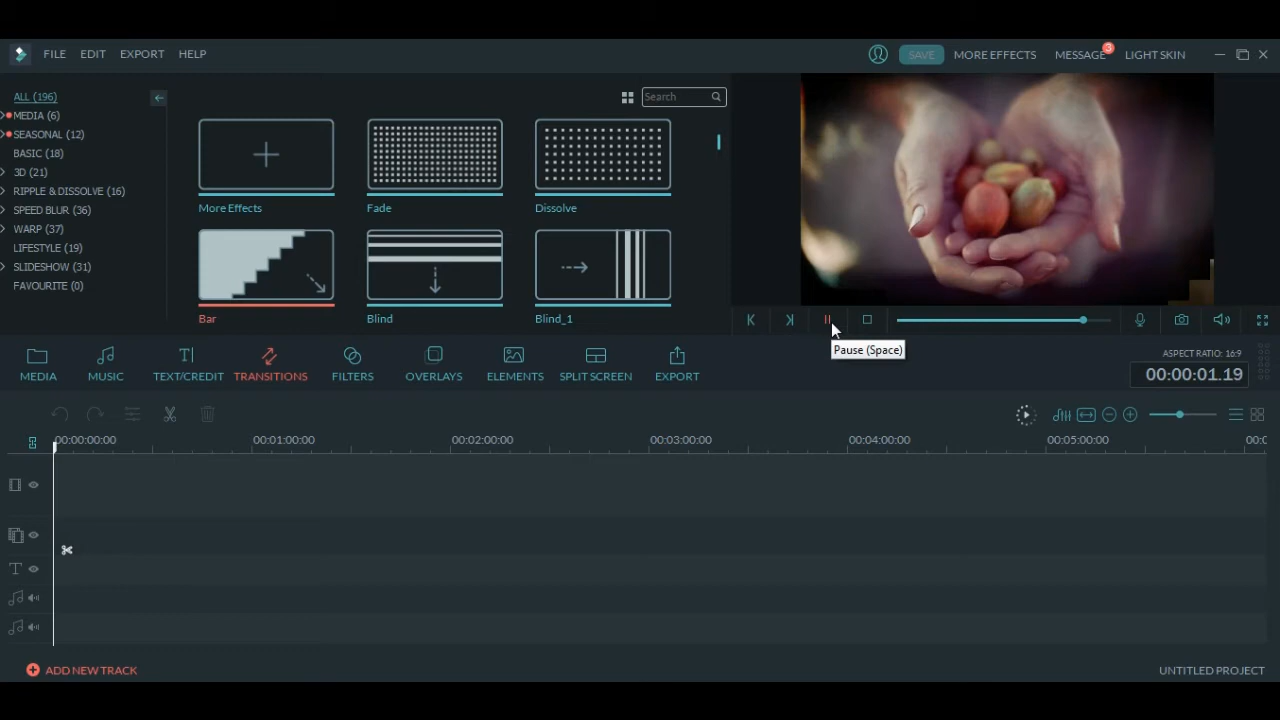 FILE EDIT EXPORT HELP
SAVE MORE EFFECTS MESSAGE 3 LIGHT SKIN
ALL (196)
MEDIA (6)
SEASONAL (12)
BASIC (18)
3D (21)
RIPPLE & DISSOLVE (16)
SPEED BLUR (36)
WARP (37)
LIFESTYLE (19)
SLIDESHOW (31)
FAVOURITE (0)
Search
More Effects Fade Dissolve
Bar Blind Blind_1
Pause (Space)
MEDIA MUSIC TEXT/CREDIT TRANSITIONS FILTERS OVERLAYS ELEMENTS SPLIT SCREEN EXPORT
ASPECT RATIO: 16:9
00:00:01.19
00:00:00:00 00:01:00:00 00:02:00:00 00:03:00:00 00:04:00:00 00:05:00:00
ADD NEW TRACK
UNTITLED PROJECT